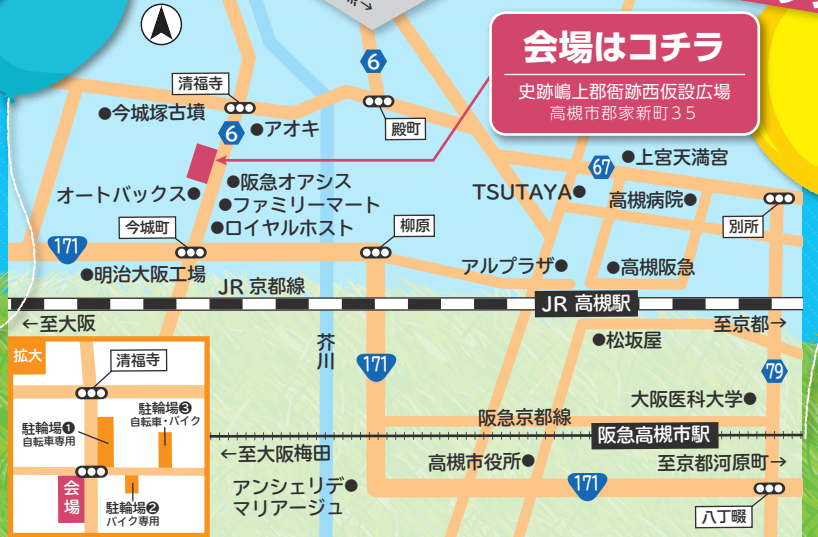 会場はコチラ
史跡嶋上郡衙跡西仮設広場
高槻市郡家新町35
6
清福寺
●今城塚古墳
6
●アオキ
殿町
67
●上宮天満宮
オートバックス●
●阪急オアシス
●ファミリーマート
●ロイヤルホスト
TSUTAYA●
高槻病院●
別所
今城町
柳原
171
●明治大阪工場
アルプラザ●
●高槻阪急
JR 京都線
JR 高槻駅
←至大阪
至京都→
●松坂屋
芥川
171
79
大阪医科大学●
阪急京都線
阪急高槻市駅
←至大阪梅田
至京都河原町→
高槻市役所●
アンシェリデ●
マリアージュ
171
八丁畷
拡大
清福寺
駐輪場❶
自転車専用
駐輪場❸
自転車・バイク
会場
駐輪場❷
バイク専用